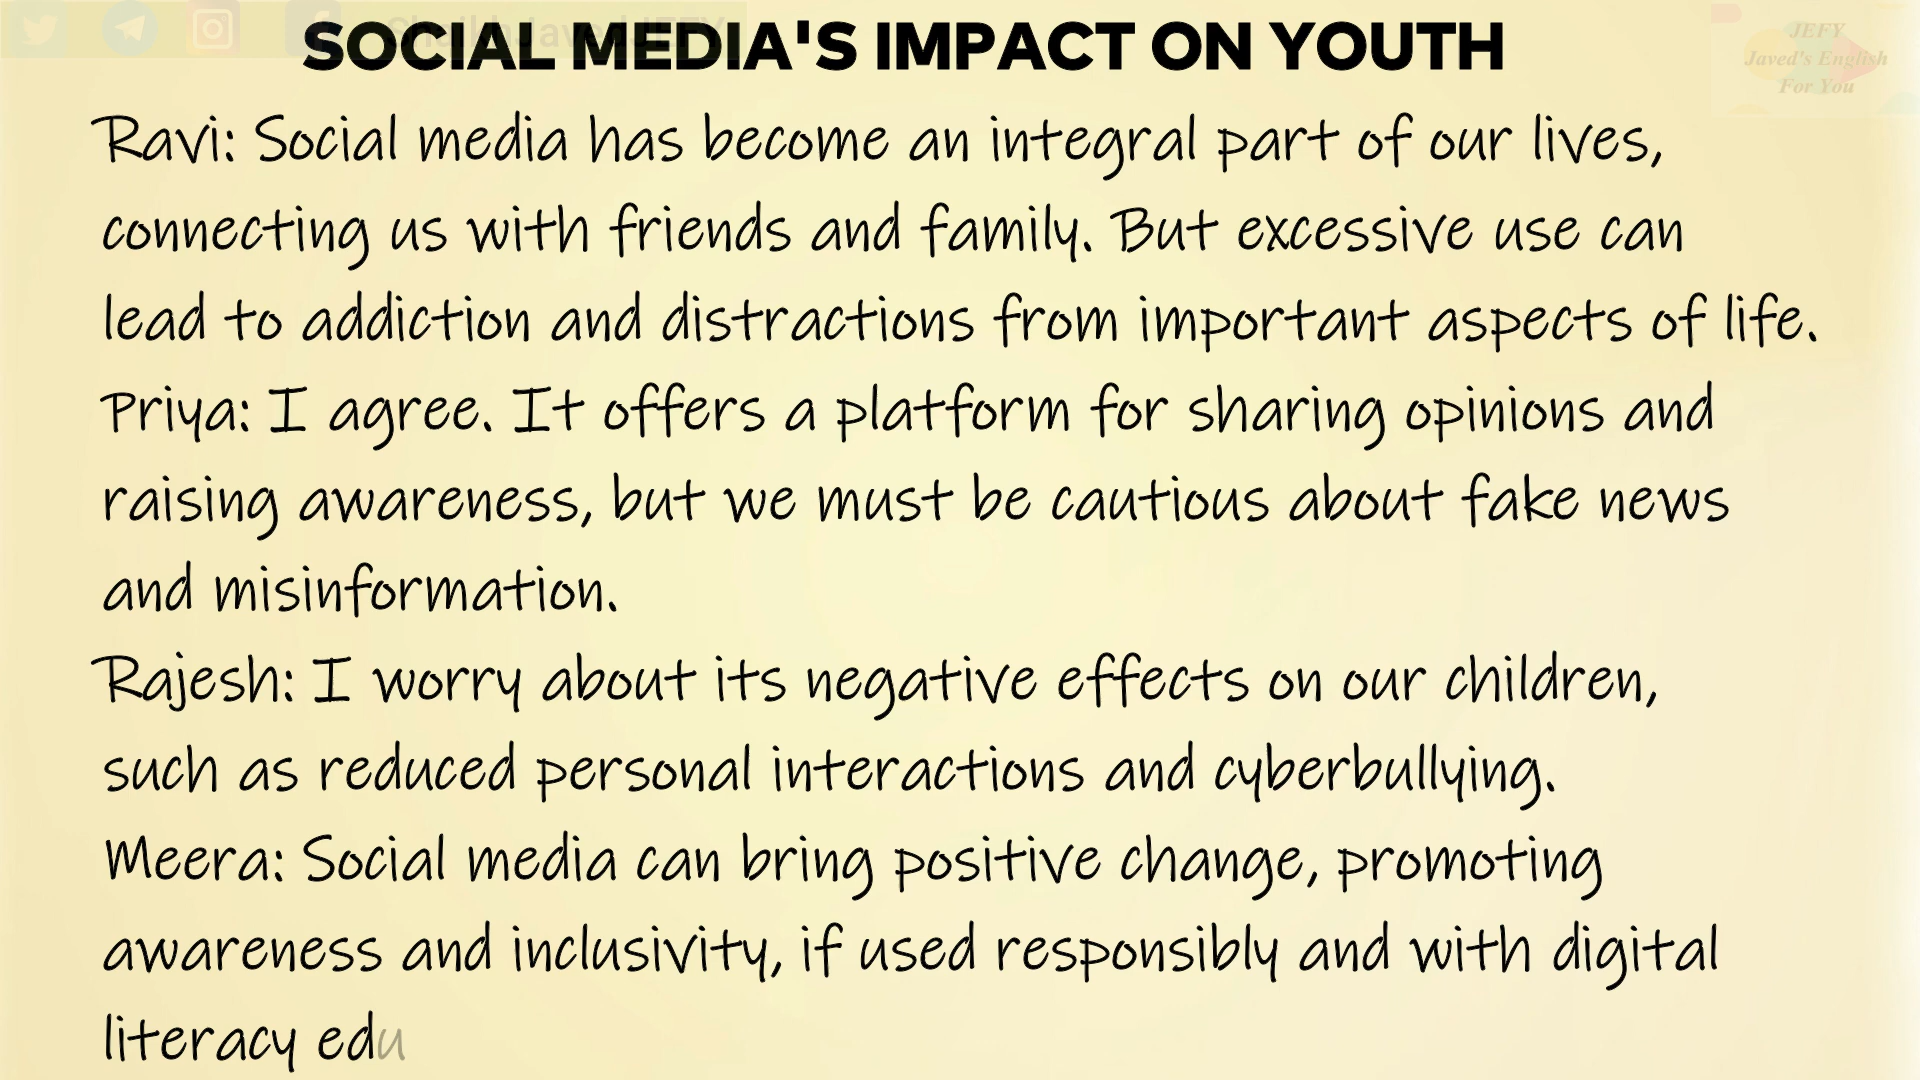 SOCIAL MEDIA'S IMPACT ON YOUTH
JEFY
Javed's English
For You
Ravi: Social media has become an integral part of our lives,
connecting us with friends and family. But excessive use can
lead to addiction and distractions from important aspects of life.
Priya: I agree. It offers a platform for sharing opinions and
raising awareness, but we must be cautious about fake news
and misinformation.
Rajesh: I worry about its negative effects on our children,
such as reduced personal interactions and cyberbullying.
Meera: Social media can bring positive change, promoting
awareness and inclusivity, if used responsibly and with digital
literacy edu